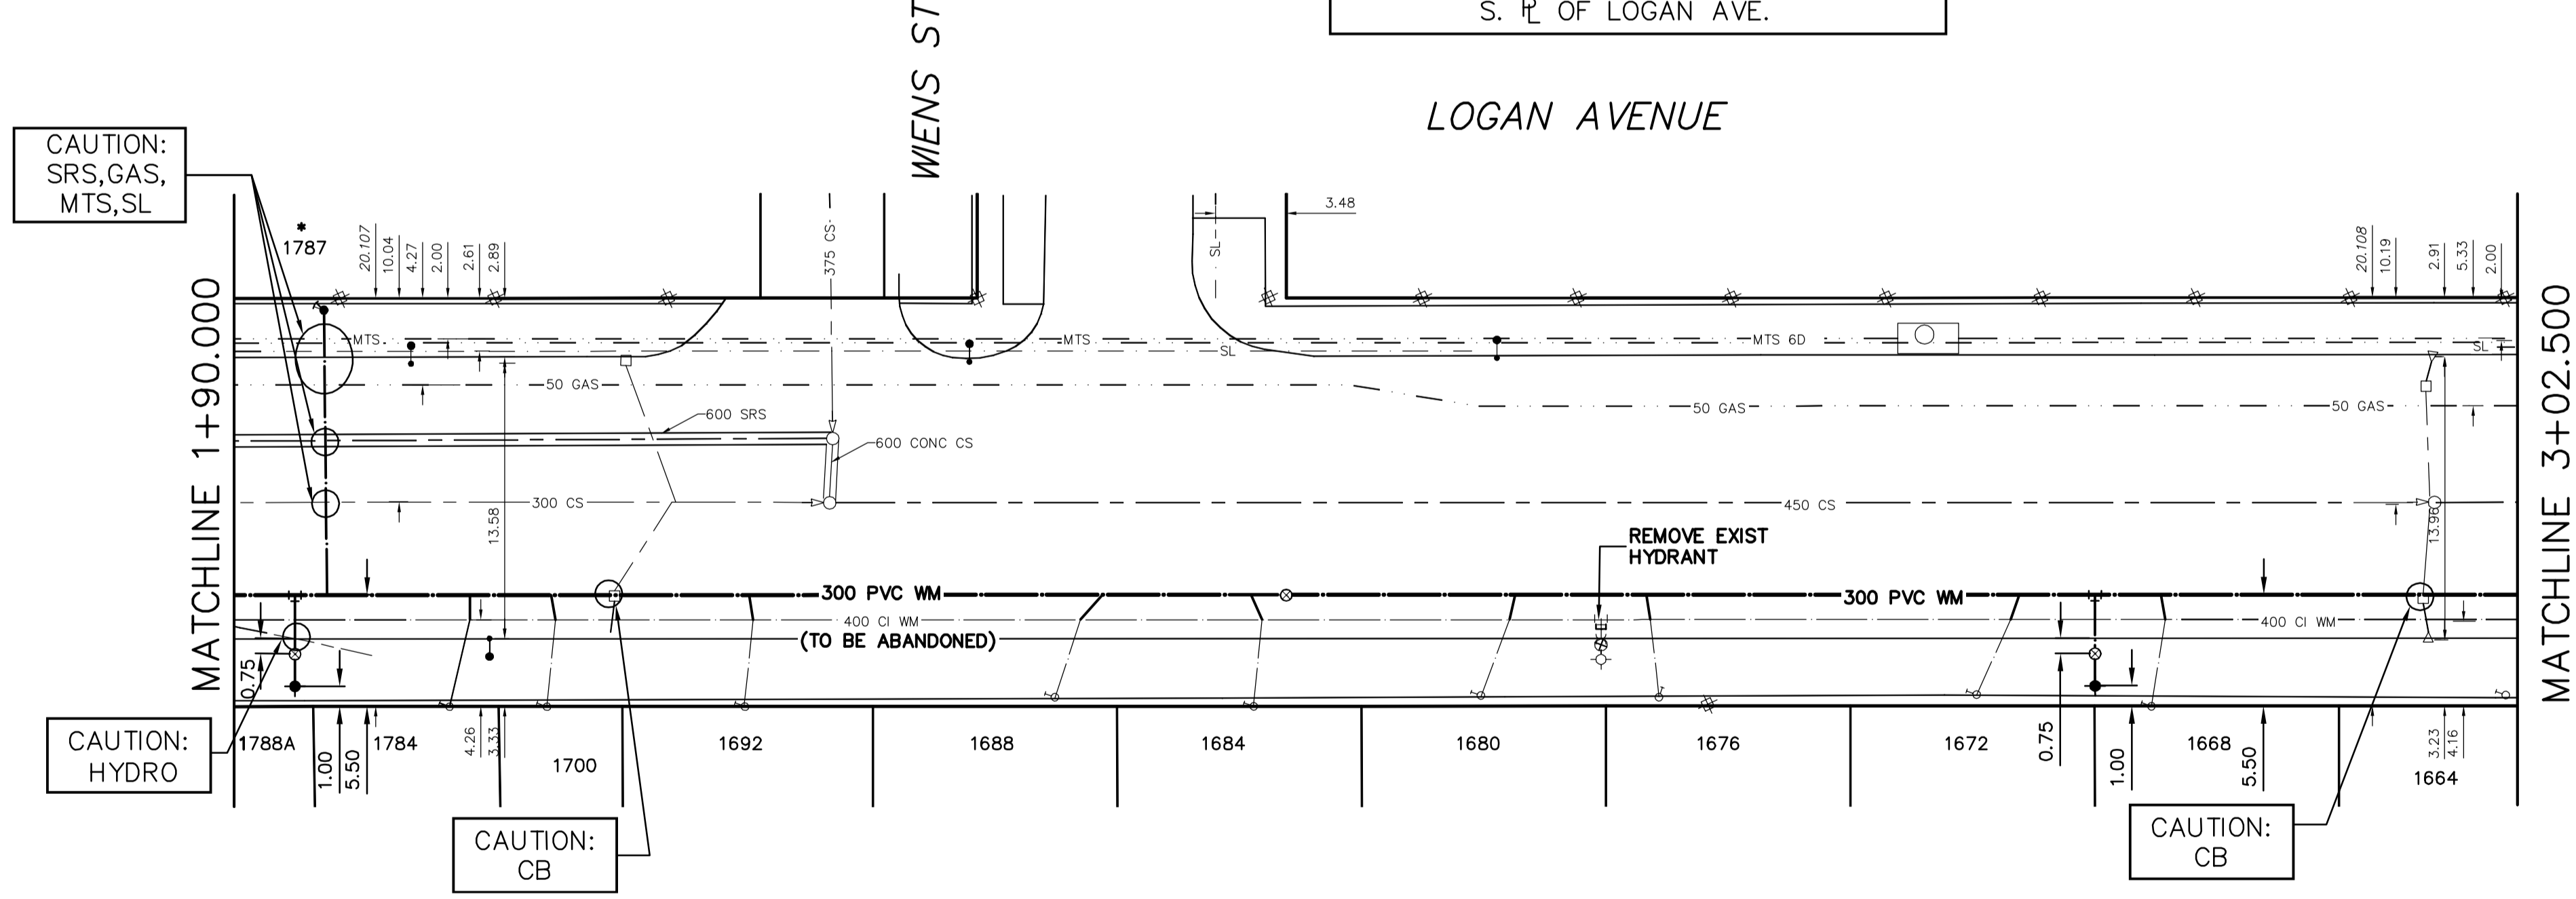 S. PL OF LOGAN AVE.
WIENS ST
LOGAN AVENUE
CAUTION:
SRS,GAS,
MTS,SL
*
1787
20.107
10.04
4.27
2.00
2.61
2.89
375 CS
SL
3.48
20.108
10.19
2.91
5.33
2.00
MATCHLINE 1+90.000
MATCHLINE 3+02.500
MTS
MTS
SL
MTS 6D
SL
50 GAS
50 GAS
50 GAS
600 SRS
600 CONC CS
300 CS
450 CS
13.58
13.96
REMOVE EXIST
HYDRANT
300 PVC WM
300 PVC WM
400 CI WM
400 CI WM
(TO BE ABANDONED)
0.75
0.75
CAUTION:
HYDRO
1788A
1784
1700
1692
1688
1684
1680
1676
1672
1668
1664
1.00
5.50
4.26
3.33
1.00
5.50
3.23
4.16
CAUTION:
CB
CAUTION:
CB